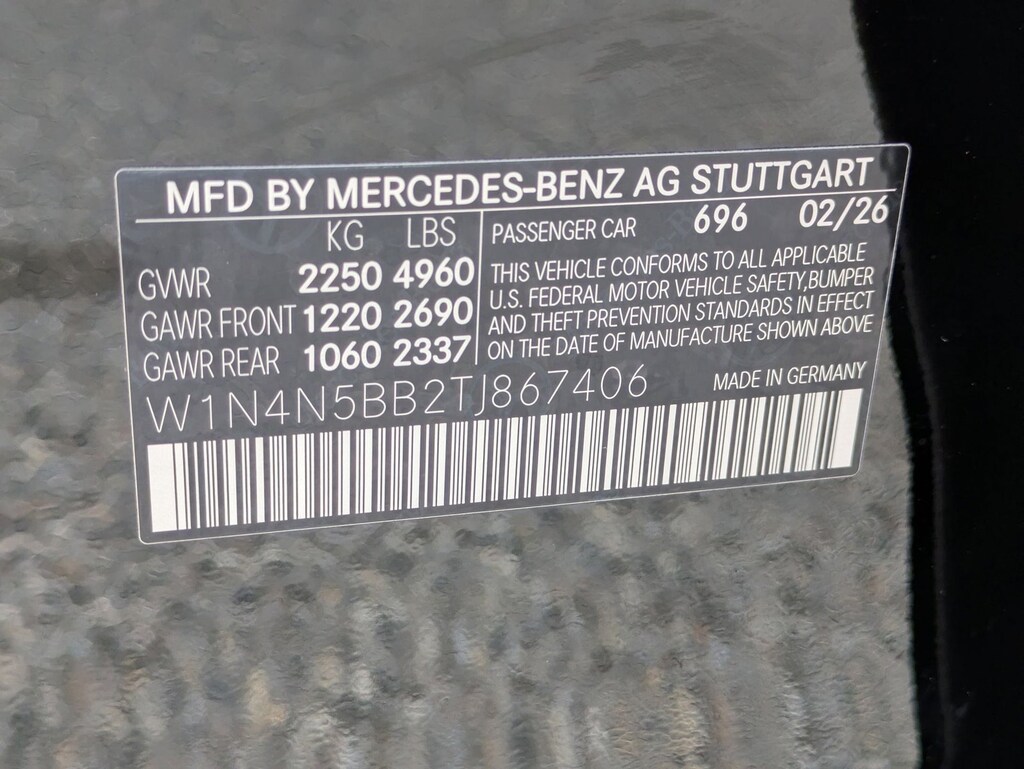 MFD BY MERCEDES-BENZ AG STUTTGART
KG LBS
GVWR 2250 4960
GAWR FRONT 1220 2690
GAWR REAR 1060 2337
PASSENGER CAR 696 02/26
THIS VEHICLE CONFORMS TO ALL APPLICABLE
U.S. FEDERAL MOTOR VEHICLE SAFETY,BUMPER
AND THEFT PREVENTION STANDARDS IN EFFECT
ON THE DATE OF MANUFACTURE SHOWN ABOVE
W1N4N5BB2TJ867406
MADE IN GERMANY